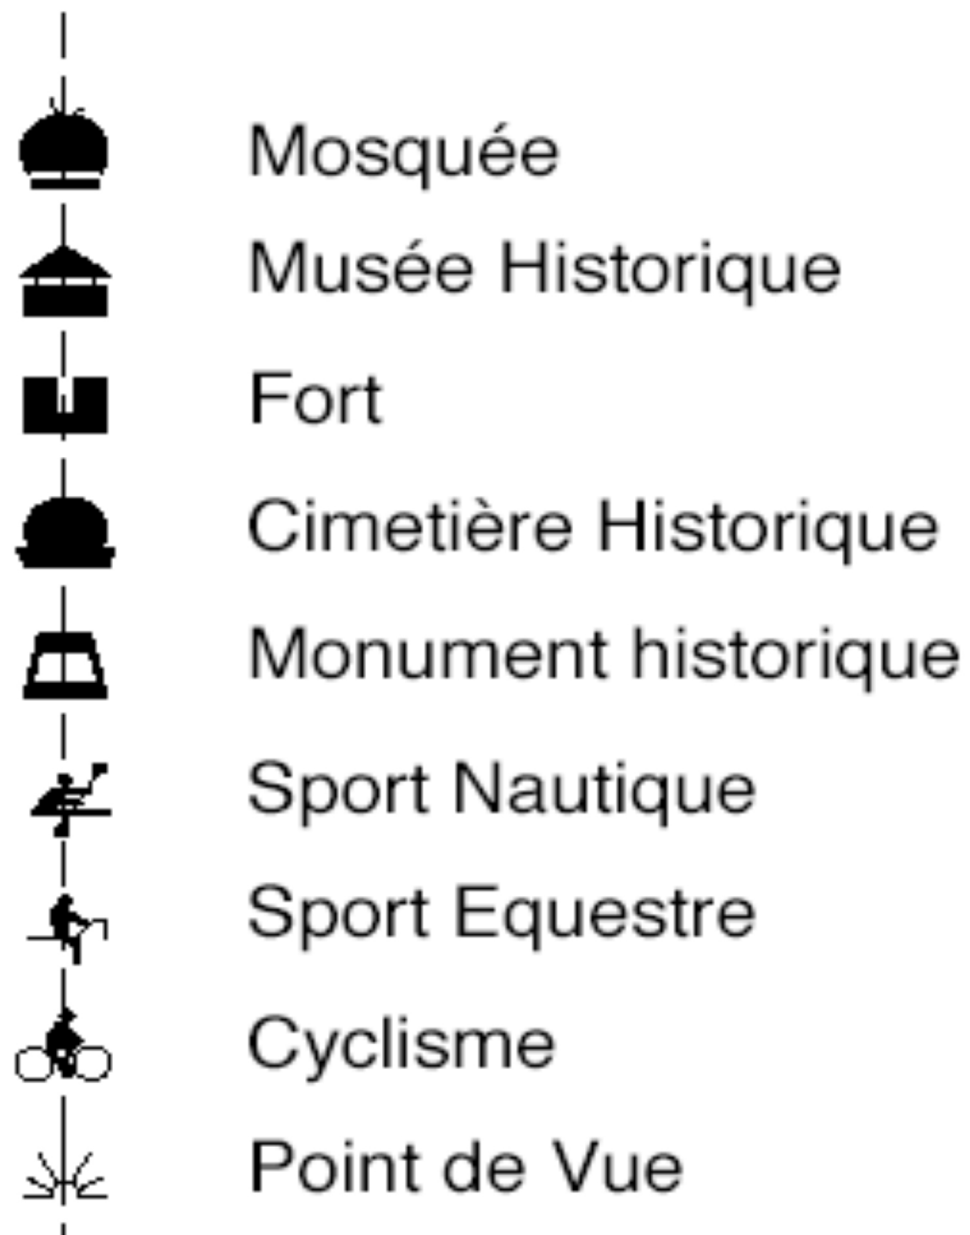 Mosquée
Musée Historique
Fort
Cimetière Historique
Monument historique
Sport Nautique
Sport Equestre
Cyclisme
Point de Vue